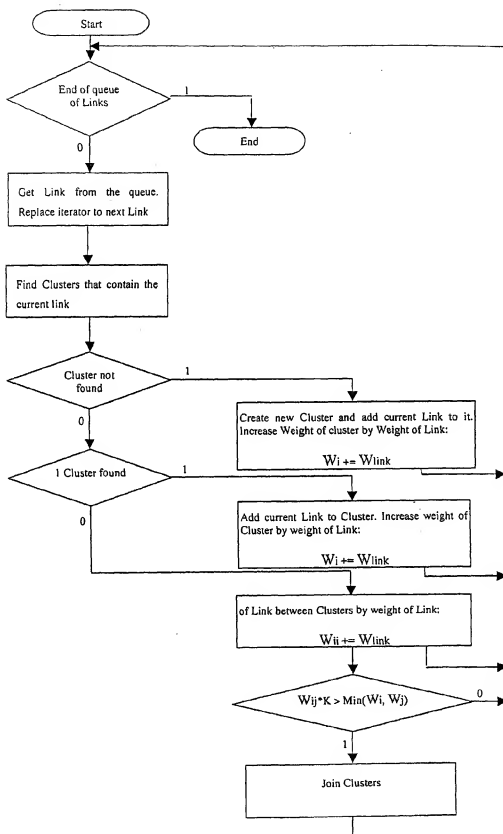 Start
End of queue
of Links
1
End
0
Get Link from the queue.
Replace iterator to next Link
Find Clusters that contain the
current link
Cluster not
found
1
0
Create new Cluster and add current Link to it.
Increase Weight of cluster by Weight of Link:
Wi += Wlink
1 Cluster found
1
0
Add current Link to Cluster. Increase weight of
Cluster by weight of Link:
Wi += Wlink
of Link between Clusters by weight of Link:
Wij += Wlink
Wij*K > Min(Wi, Wj)
0
1
Join Clusters